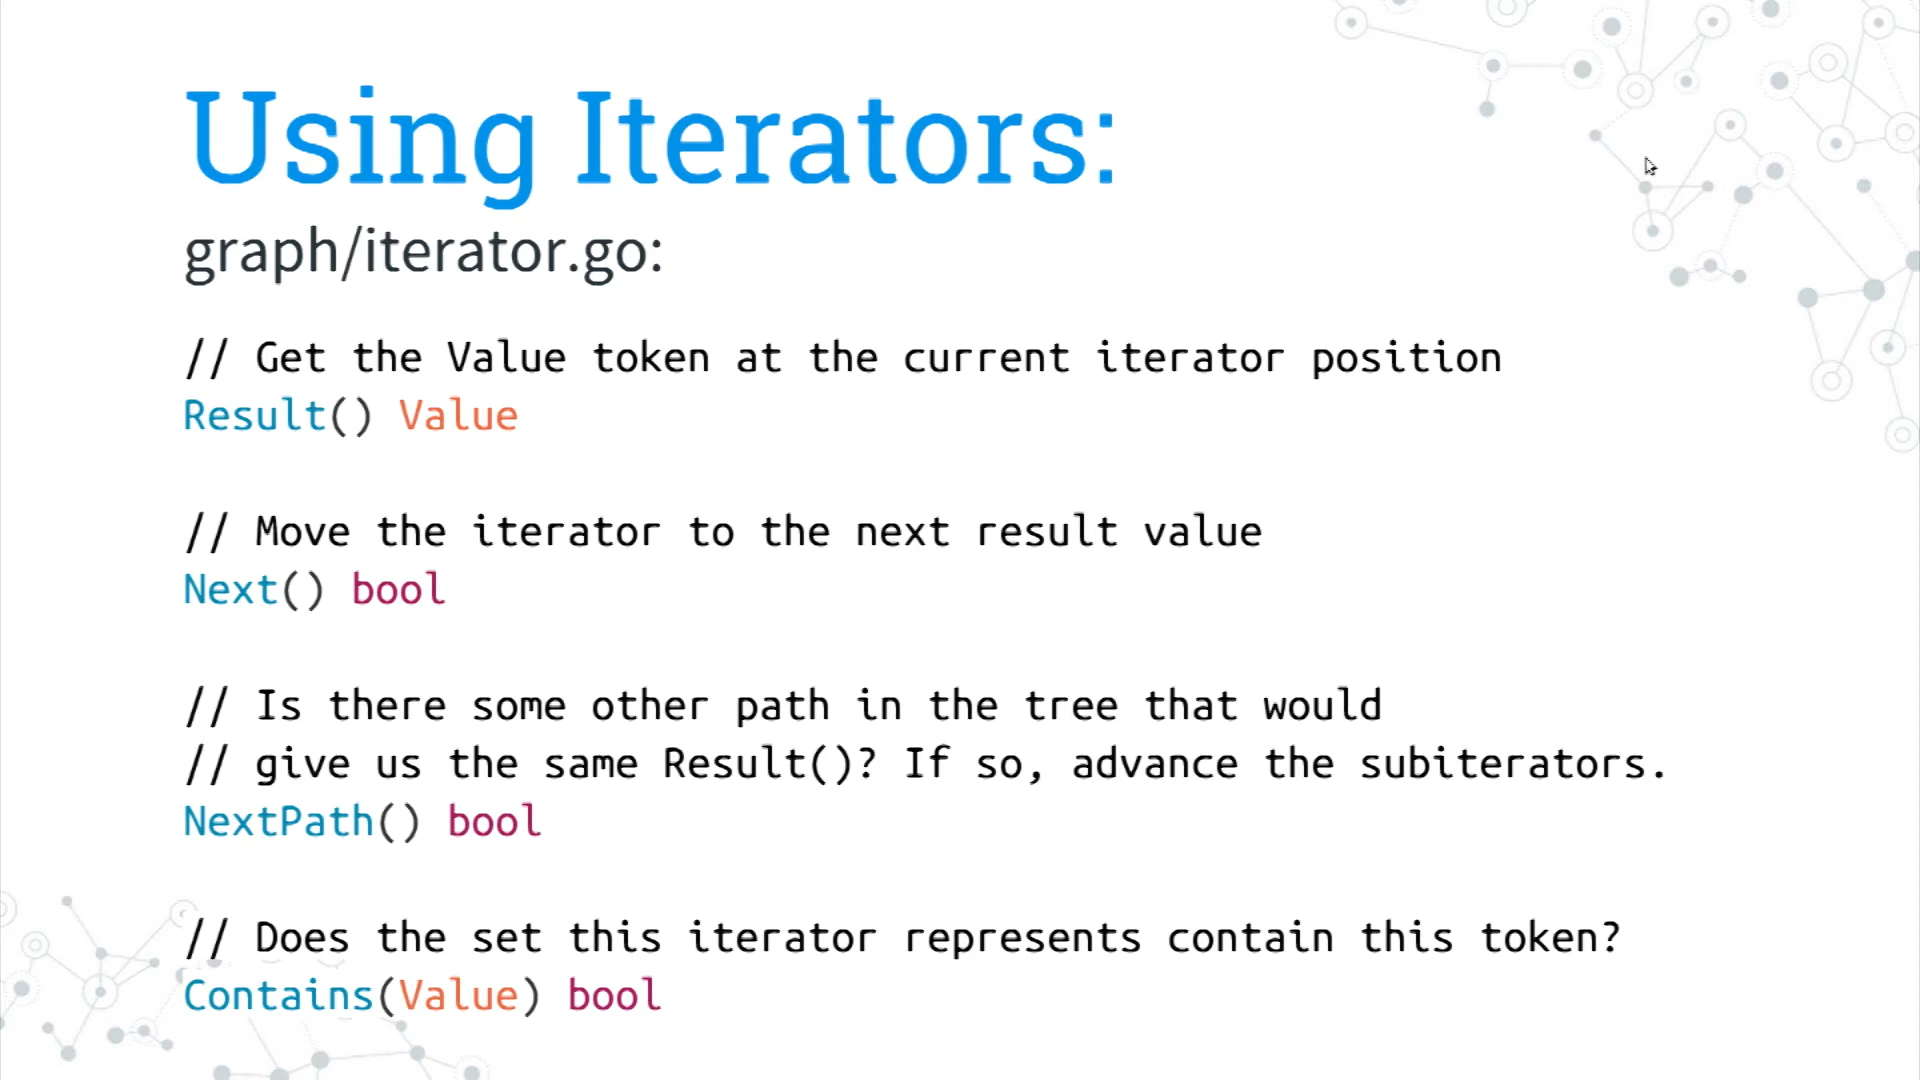 Using Iterators:
graph/iterator.go:
// Get the Value token at the current iterator position
Result() Value
// Move the iterator to the next result value
Next() bool
// Is there some other path in the tree that would
// give us the same Result()? If so, advance the subiterators.
NextPath() bool
// Does the set this iterator represents contain this token?
Contains(Value) bool